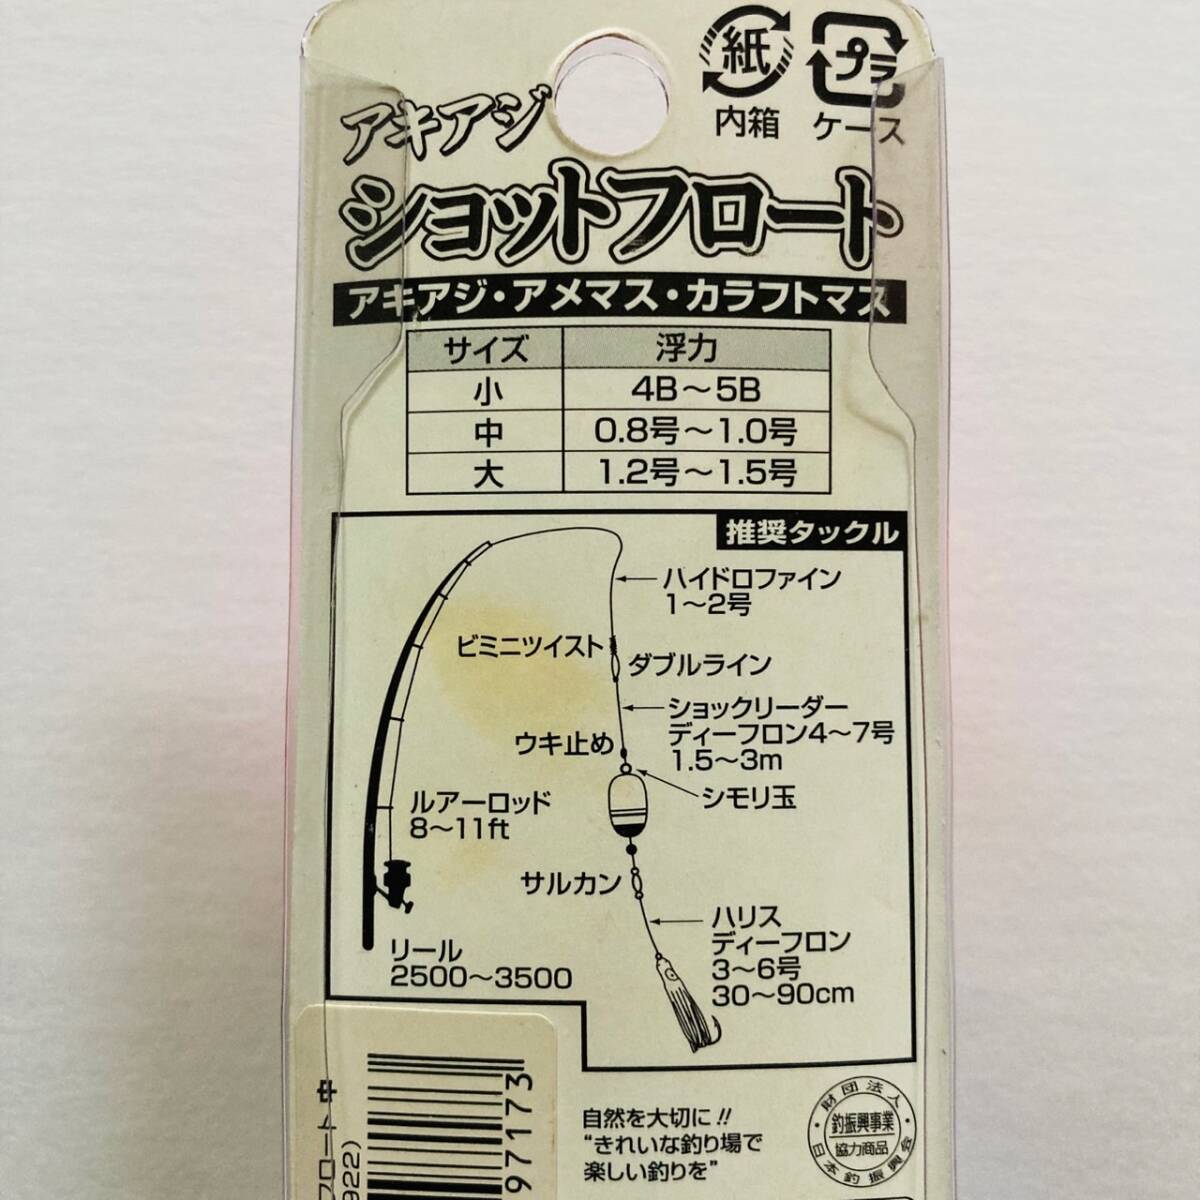 紙
内箱
プラ
ケース
アキアジ
ショットフロート
アキアジ・アメマス・カラフトマス
サイズ 浮力
小 4B〜5B
中 0.8号〜1.0号
大 1.2号〜1.5号
推奨タックル
ハイドロファイン
1〜2号
ビミニツイスト
ダブルライン
ショックリーダー
ディーフロン4〜7号
1.5〜3m
ウキ止め
シモリ玉
ルアーロッド
8〜11ft
サルカン
ハリス
ディーフロン
3〜6号
30〜90cm
リール
2500〜3500
フロート 中
922)
97173
自然を大切に!!
“きれいな釣り場で
楽しい釣りを”
財団法人
釣振興事業
協力商品
日本釣振興会